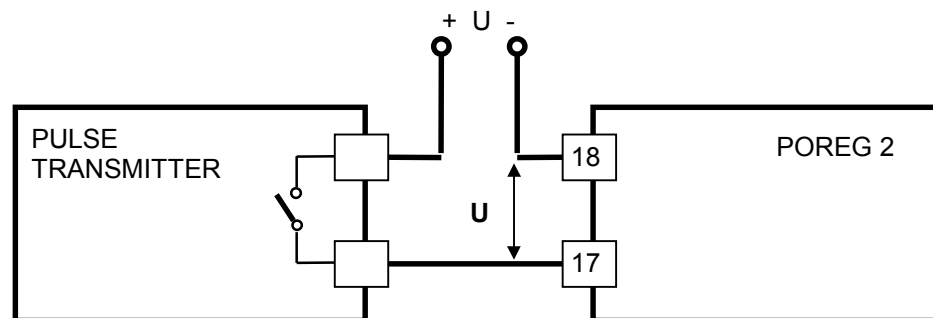 + U -
PULSE
TRANSMITTER
POREG 2
18
U
17